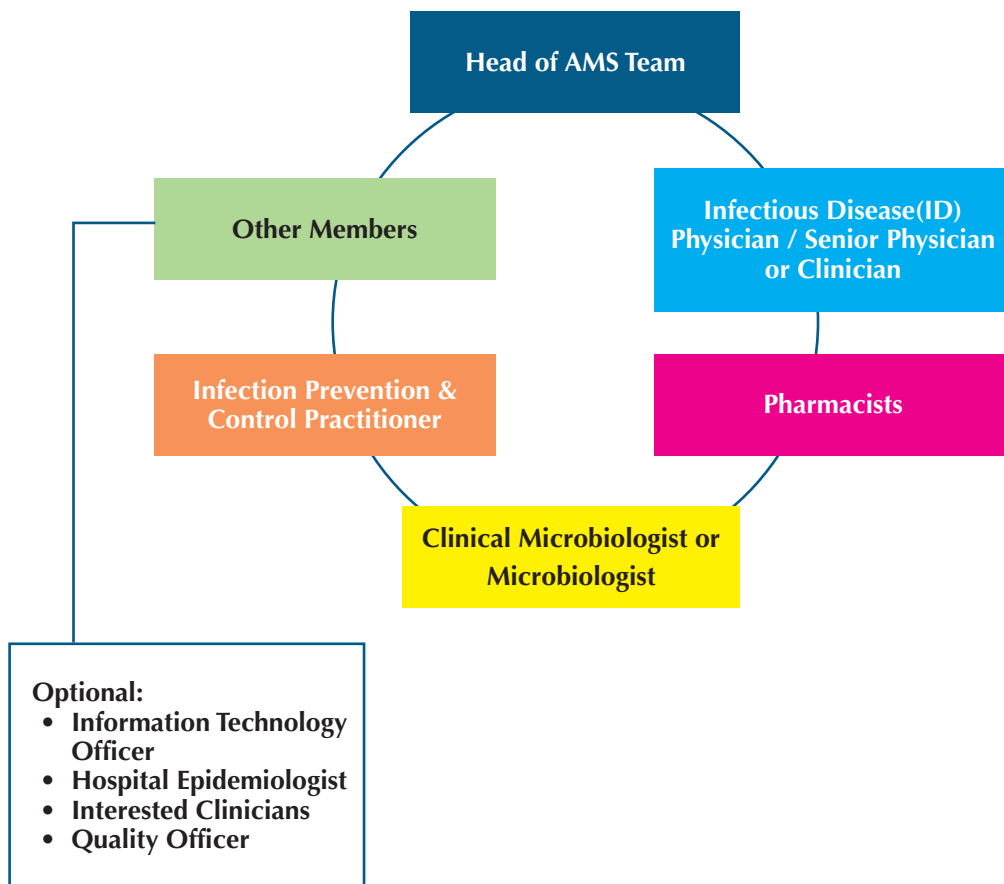 Head of AMS Team
Other Members
Infectious Disease(ID)
Physician / Senior Physician
or Clinician
Infection Prevention &
Control Practitioner
Pharmacists
Clinical Microbiologist or
Microbiologist
Optional:
• Information Technology
Officer
• Hospital Epidemiologist
• Interested Clinicians
• Quality Officer